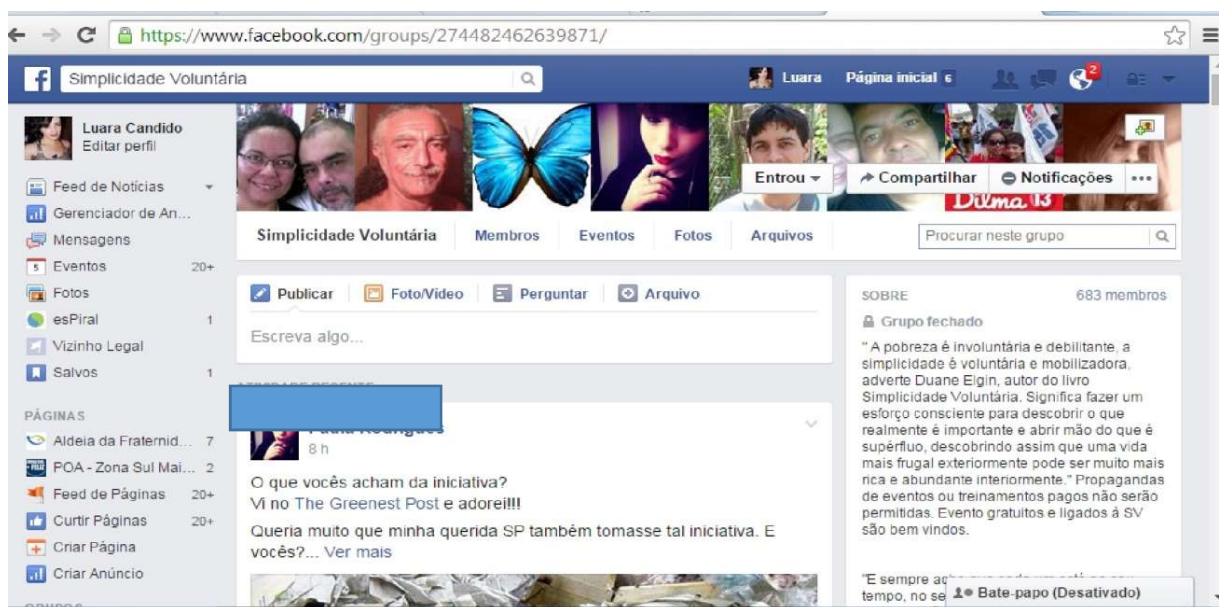 https://www.facebook.com/groups/274482462639871/
Simplicidade Voluntária
Luara
Página inicial 6
2
Luara Candido
Editar perfil
Feed de Notícias
Gerenciador de An...
Mensagens
Eventos 20+
Fotos
esPiral 1
Vizinho Legal
Salvos 1
PÁGINAS
Aldeia da Fraternid... 7
POA - Zona Sul Mai... 2
Feed de Páginas 20+
Curtir Páginas 20+
Criar Página
Criar Anúncio
Entrou
Compartilhar
Notificações
Dilma 13
Simplicidade Voluntária
Membros
Eventos
Fotos
Arquivos
Procurar neste grupo
Publicar
Foto/Vídeo
Perguntar
Arquivo
Escreva algo...
8 h
O que vocês acham da iniciativa?
Vi no The Greenest Post e adorei!!!
Queria muito que minha querida SP também tomasse tal iniciativa. E
vocês?... Ver mais
SOBRE 683 membros
Grupo fechado
" A pobreza é involuntária e debilitante, a
simplicidade é voluntária e mobilizadora,
adverte Duane Elgin, autor do livro
Simplicidade Voluntária. Significa fazer um
esforço consciente para descobrir o que
realmente é importante e abrir mão do que é
supérfluo, descobrindo assim que uma vida
mais frugal exteriormente pode ser muito mais
rica e abundante interiormente." Propagandas
de eventos ou treinamentos pagos não serão
permitidas. Evento gratuitos e ligados á SV
são bem vindos.
"E sempre
tempo, no se
Bate-papo (Desativado)